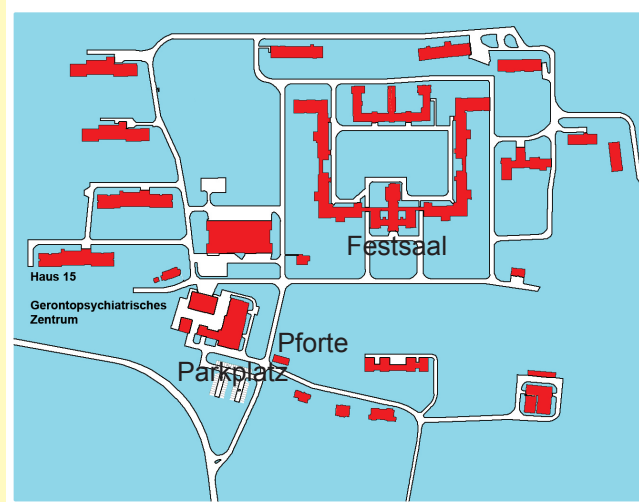 Festsaal
Haus 15
Gerontopsychiatrisches
Zentrum
Pforte
Parkplatz